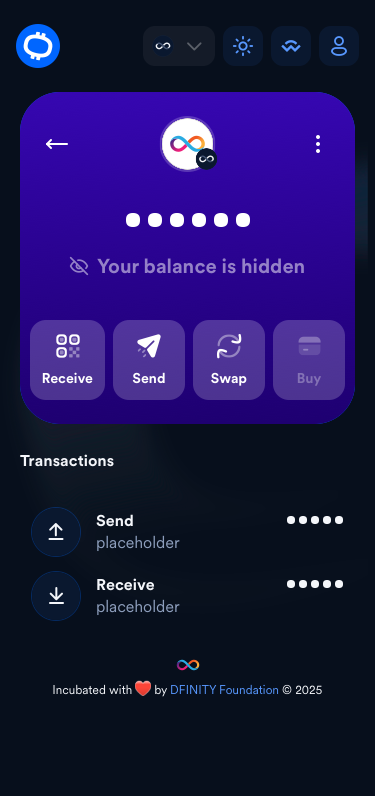 Your balance is hidden
Receive
Send
Swap
Buy
Transactions
Send
placeholder
Receive
placeholder
Incubated with ❤️ by DFINITY Foundation © 2025